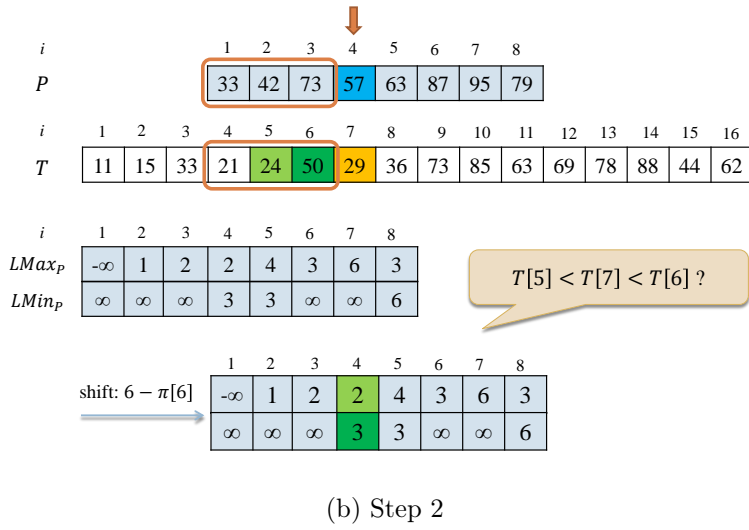 i 1 2 3 4 5 6 7 8
P 33 42 73 57 63 87 95 79
i 1 2 3 4 5 6 7 8 9 10 11 12 13 14 15 16
T 11 15 33 21 24 50 29 36 73 85 63 69 78 88 44 62
i 1 2 3 4 5 6 7 8
LMax_P -∞ 1 2 2 4 3 6 3
LMin_P ∞ ∞ ∞ 3 3 ∞ ∞ 6
T[5] < T[7] < T[6] ?
1 2 3 4 5 6 7 8
shift: 6 − π[6] -∞ 1 2 2 4 3 6 3
∞ ∞ ∞ 3 3 ∞ ∞ 6
(b) Step 2